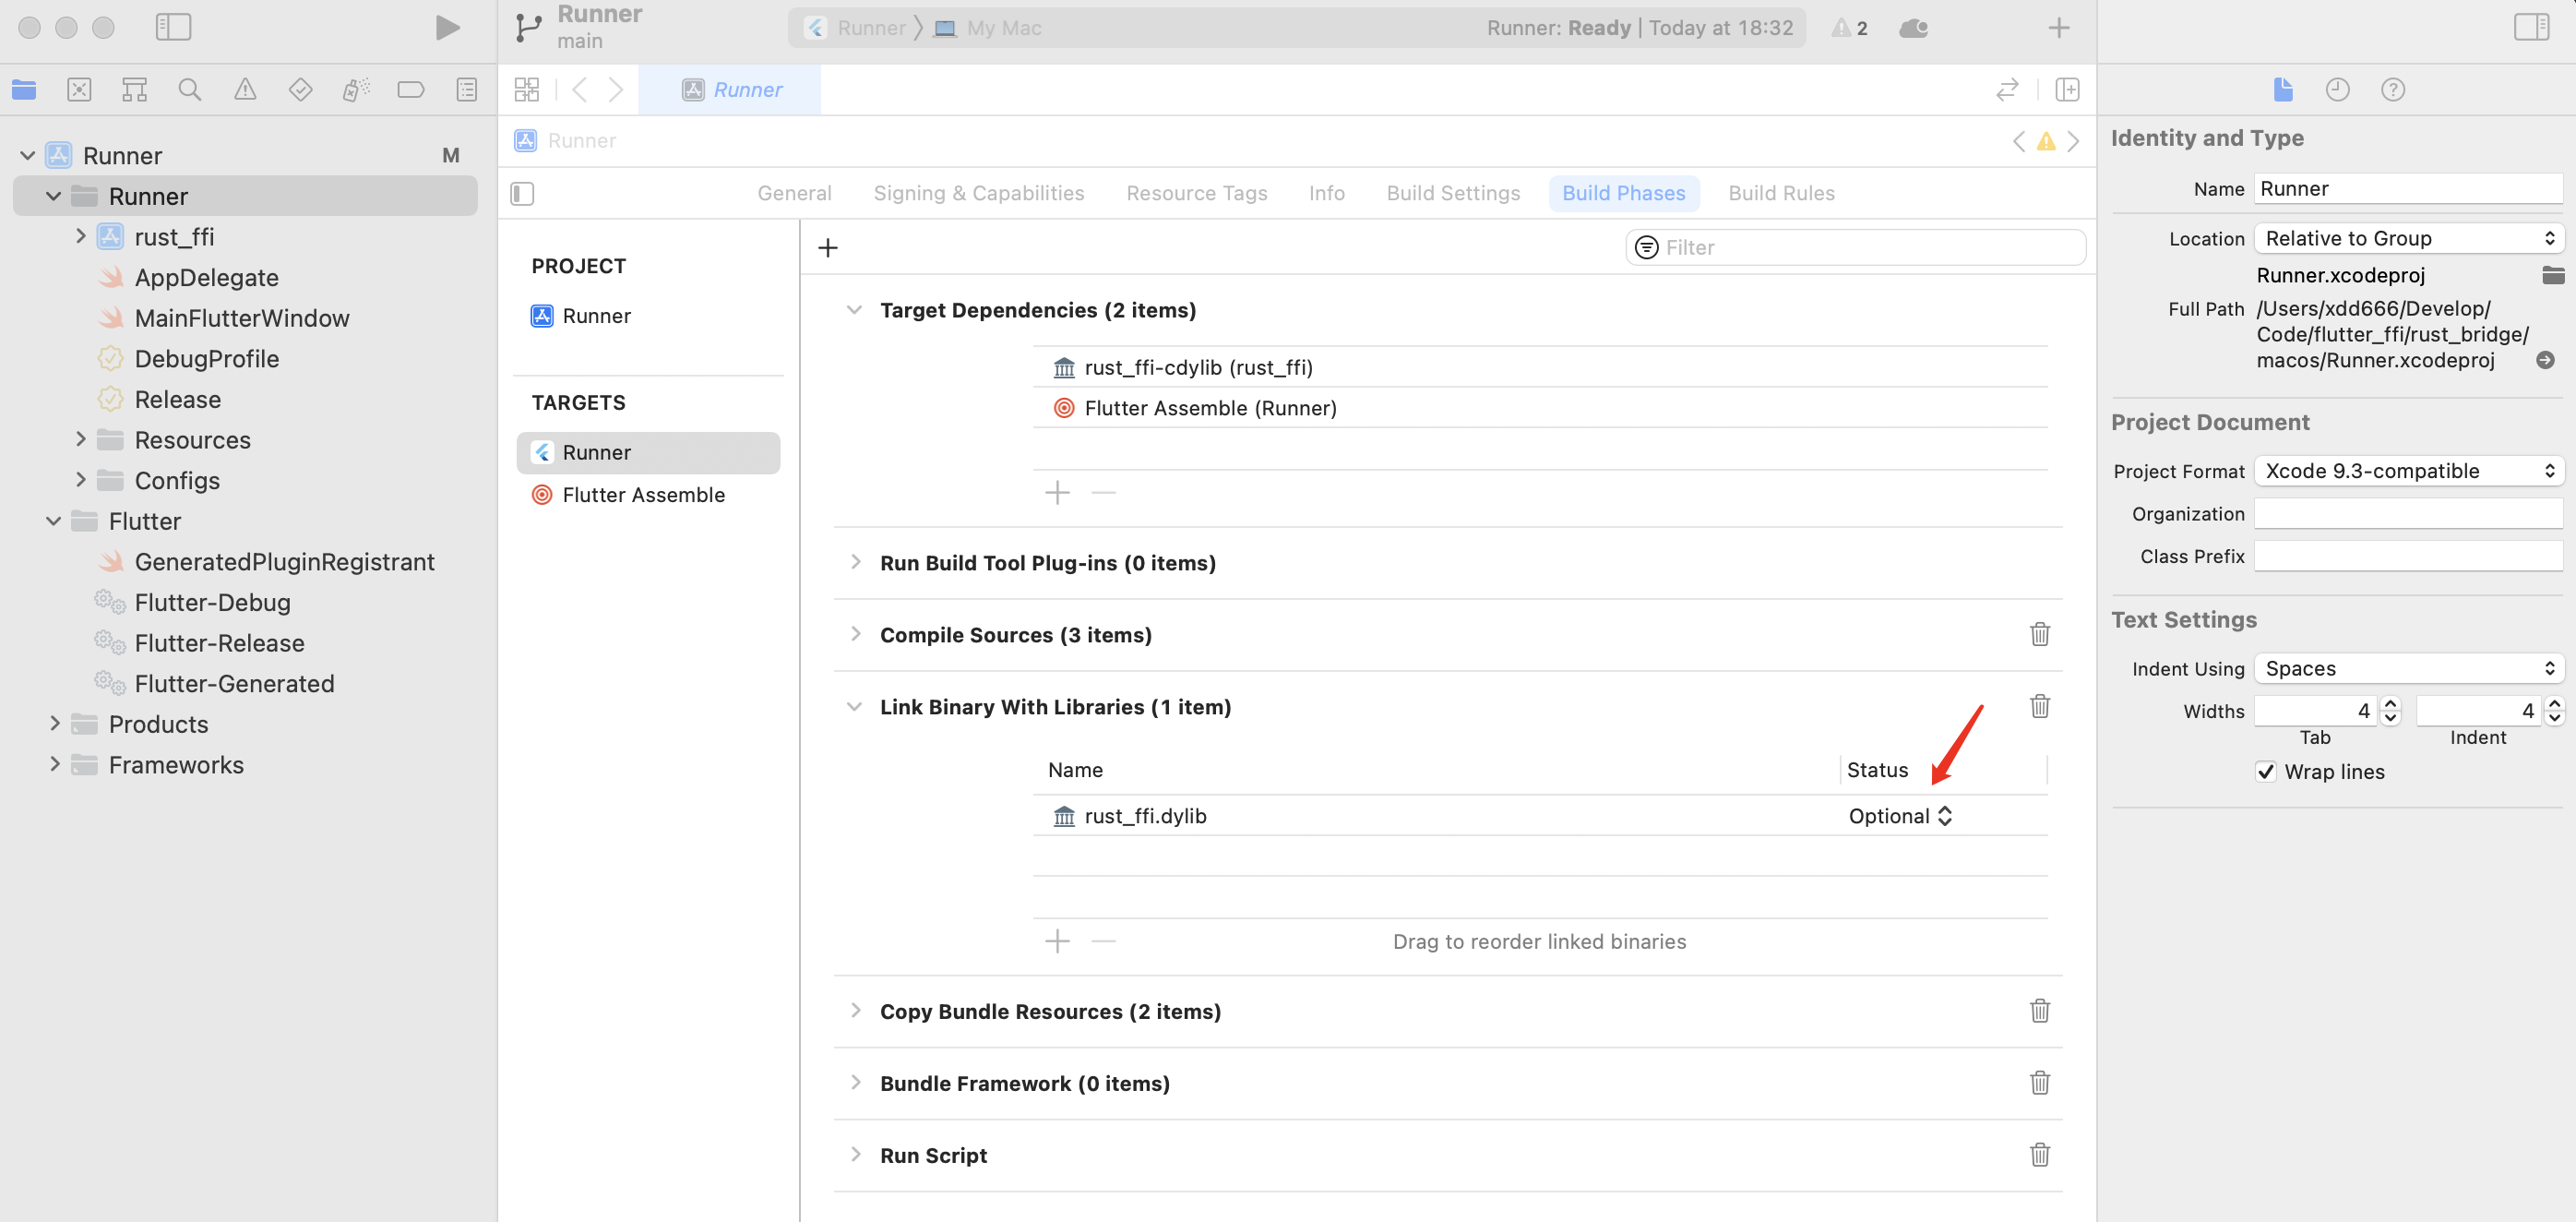 Runner
main
Runner
My Mac
Runner: Ready | Today at 18:32
2
Runner
Runner
General
Signing & Capabilities
Resource Tags
Info
Build Settings
Build Phases
Build Rules
Runner
M
Runner
rust_ffi
AppDelegate
MainFlutterWindow
DebugProfile
Release
Resources
Configs
Flutter
GeneratedPluginRegistrant
Flutter-Debug
Flutter-Release
Flutter-Generated
Products
Frameworks
PROJECT
Runner
TARGETS
Runner
Flutter Assemble
Filter
Target Dependencies (2 items)
rust_ffi-cdylib (rust_ffi)
Flutter Assemble (Runner)
Run Build Tool Plug-ins (0 items)
Compile Sources (3 items)
Link Binary With Libraries (1 item)
Name
Status
rust_ffi.dylib
Optional
Drag to reorder linked binaries
Copy Bundle Resources (2 items)
Bundle Framework (0 items)
Run Script
Identity and Type
Name
Runner
Location
Relative to Group
Runner.xcodeproj
Full Path
/Users/xdd666/Develop/
Code/flutter_ffi/rust_bridge/
macos/Runner.xcodeproj
Project Document
Project Format
Xcode 9.3-compatible
Organization
Class Prefix
Text Settings
Indent Using
Spaces
Widths
4
4
Tab
Indent
Wrap lines